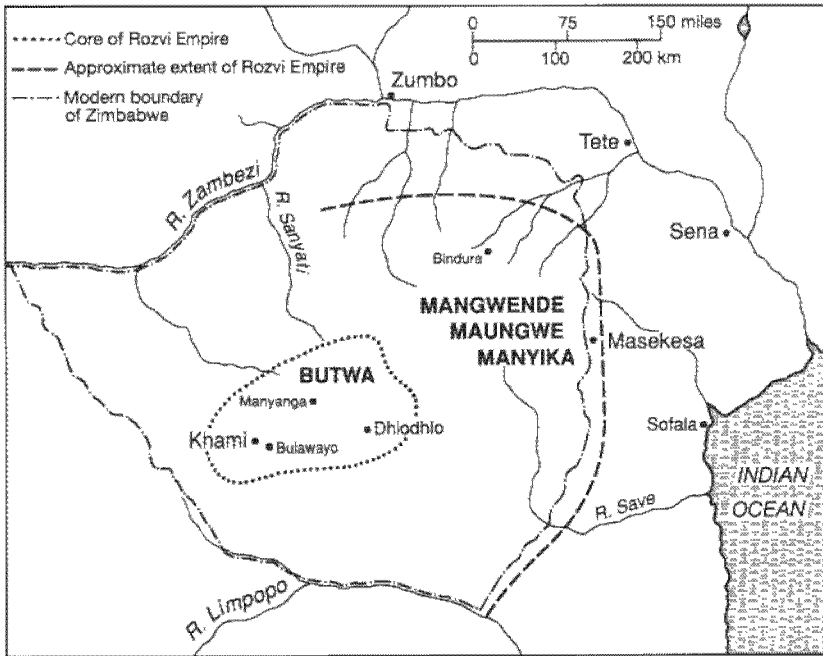 Core of Rozvi Empire
Approximate extent of Rozvi Empire
Modern boundary
of Zimbabwe
0 75 150 miles
0 100 200 km
Zumbo
Tete
R. Zambezi
R. Sanyati
Sena
Bindura
MANGWENDE
MAUNGWE
MANYIKA
Masekesa
BUTWA
Manyanga
Dhlodhlo
Khami
Bulawayo
Sofala
INDIAN
OCEAN
R. Save
R. Limpopo